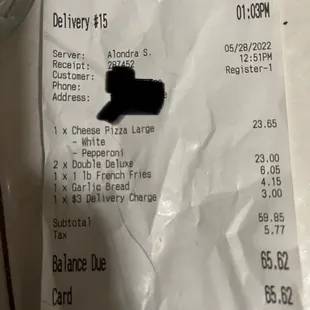 Delivery #15 01:03PM
Server: Alondra S. 05/28/2022
Receipt: 287452 12:51PM
Customer: Register-1
Phone:
Address:
1 x Cheese Pizza Large 23.65
- White
- Pepperoni
2 x Double Deluxe 23.00
1 x 1 lb French Fries 6.05
1 x Garlic Bread 4.15
1 x $3 Delivery Charge 3.00
Subtotal 59.85
Tax 5.77
Balance Due 65.62
Card 65.62